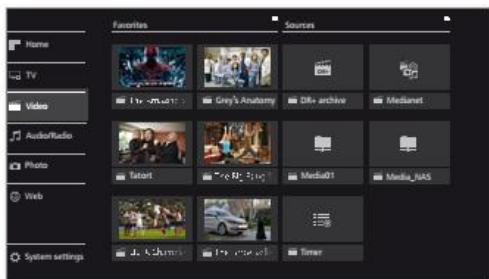 Favorites
Sources
Home
TV
Video
Audio/Radio
Photo
Web
System settings
Grey's Anatomy
DR+ archive
Medianet
Tatort
Media01
Media_NAS
Timer